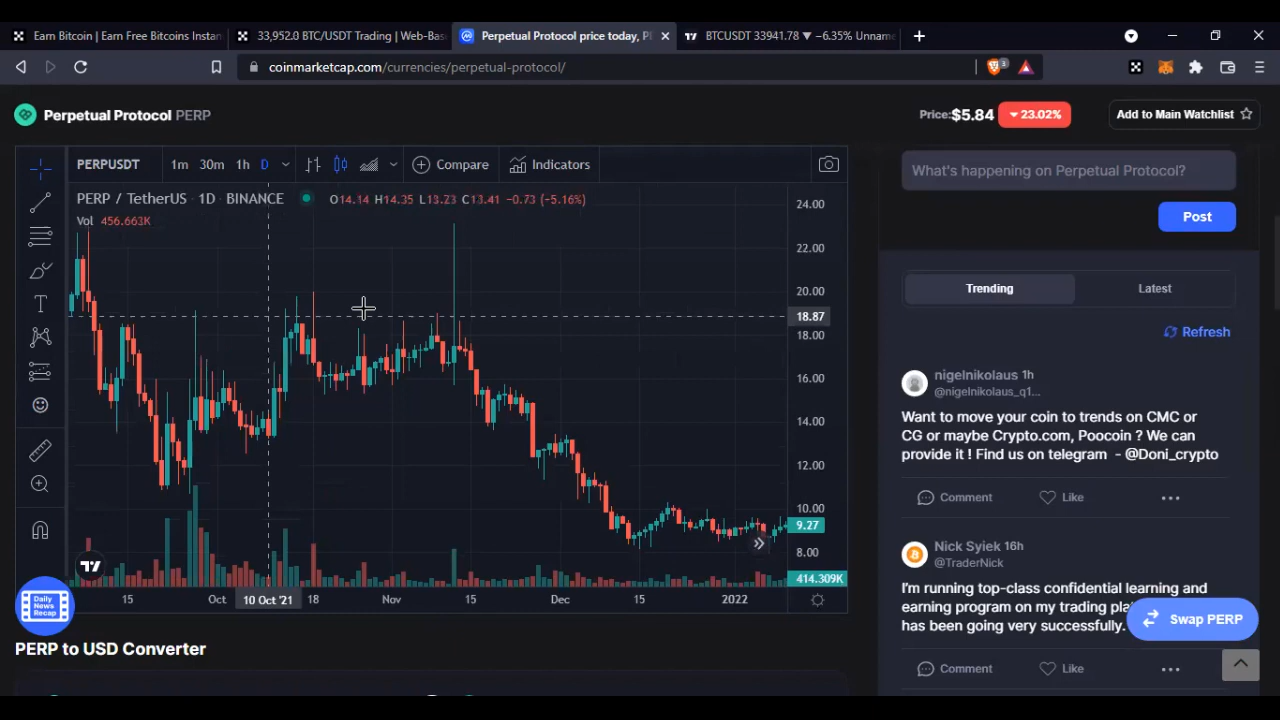 Earn Bitcoin | Earn Free Bitcoins Instan
33,952.0 BTC/USDT Trading | Web-Bas
Perpetual Protocol price today, P
BTCUSDT 33941.78 ▼ −6.35% Unnam
coinmarketcap.com/currencies/perpetual-protocol/
Perpetual Protocol PERP
Price: $5.84 23.02%
Add to Main Watchlist
PERPUSDT 1m 30m 1h D Compare Indicators
PERP / TetherUS · 1D · BINANCE O14.14 H14.35 L13.23 C13.41 −0.73 (−5.16%)
Vol 456.663K
24.00
22.00
20.00
18.87
18.00
16.00
14.00
12.00
10.00
9.27
8.00
414.309K
15 Oct 10 Oct '21 18 Nov 15 Dec 15 2022
Daily
News
Recap
PERP to USD Converter
What's happening on Perpetual Protocol?
Post
Trending Latest
Refresh
nigelnikolaus 1h
@nigelnikolaus_q1...
Want to move your coin to trends on CMC or
CG or maybe Crypto.com, Poocoin ? We can
provide it ! Find us on telegram - @Doni_crypto
Comment Like
Nick Syiek 16h
@TraderNick
I'm running top-class confidential learning and
earning program on my trading pla
has been going very successfully.
Swap PERP
Comment Like